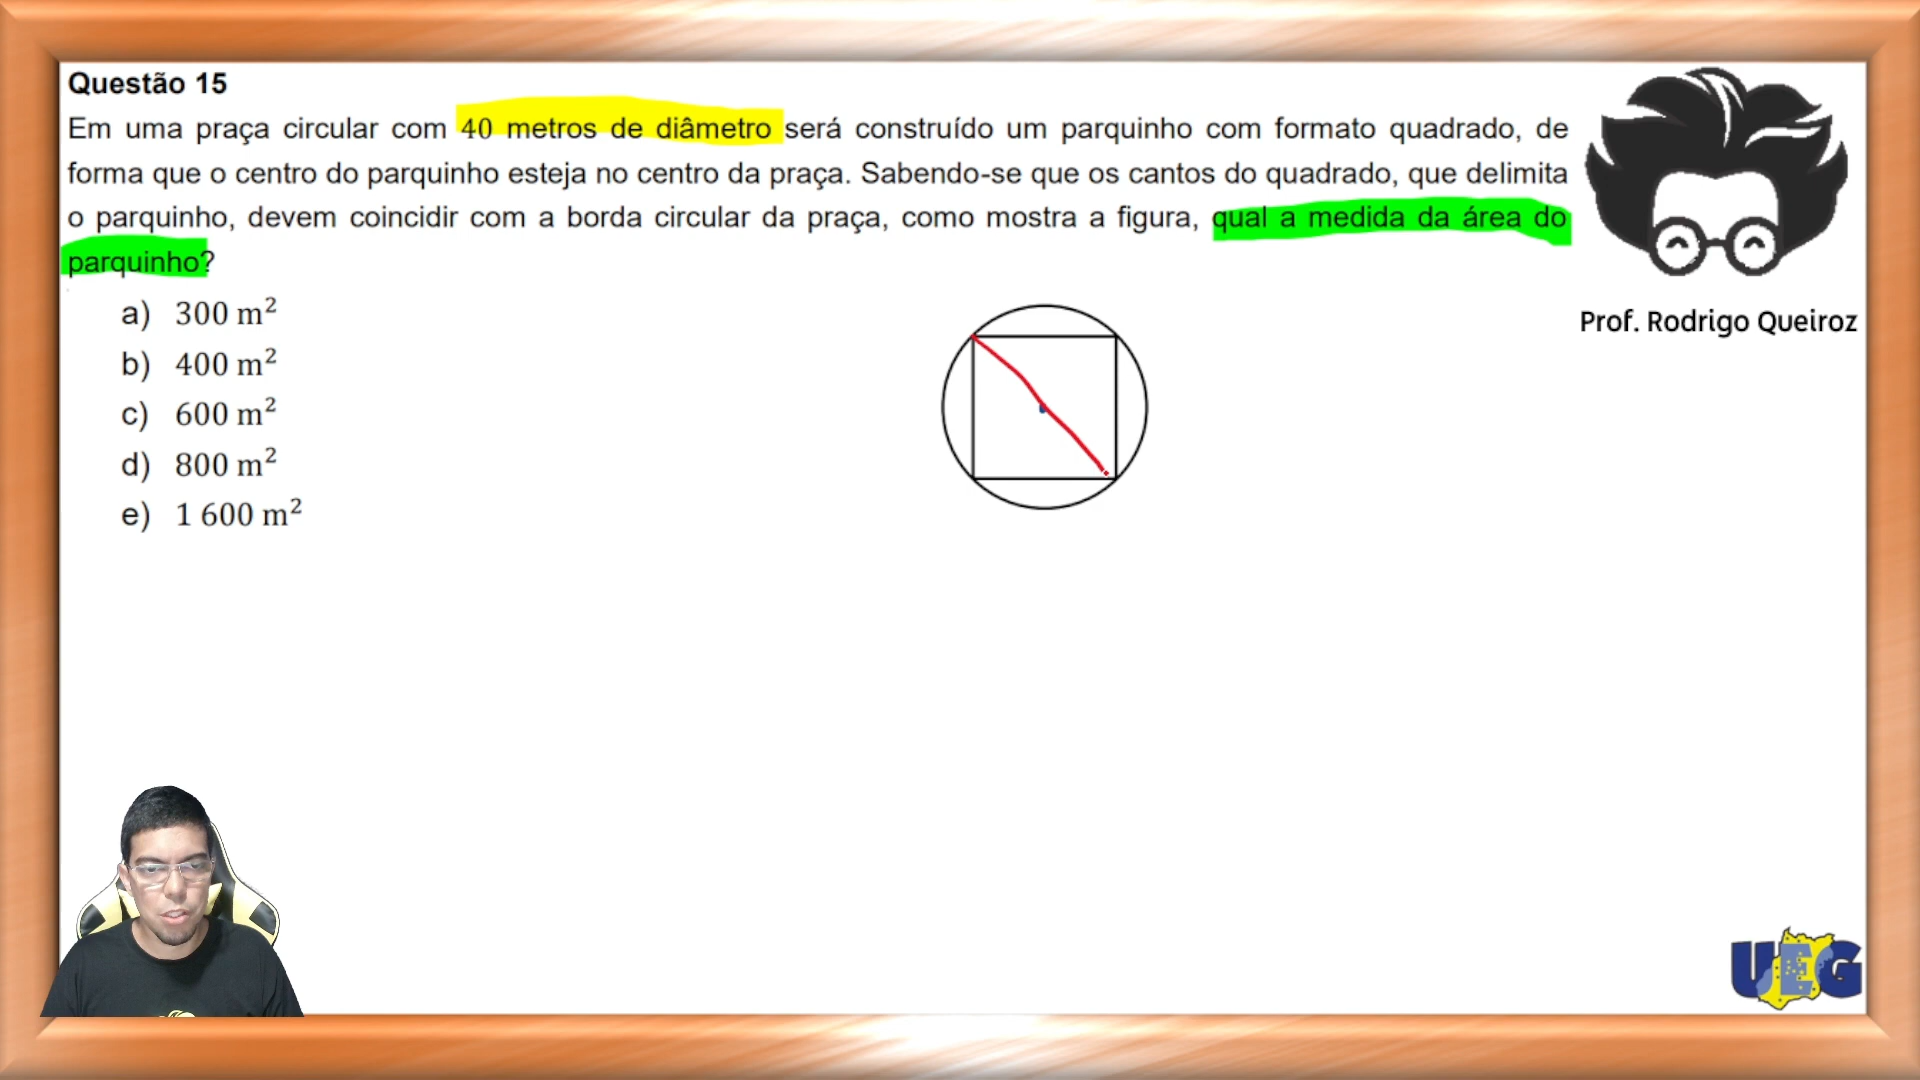 Questão 15
Em uma praça circular com 40 metros de diâmetro será construído um parquinho com formato quadrado, de
forma que o centro do parquinho esteja no centro da praça. Sabendo-se que os cantos do quadrado, que delimita
o parquinho, devem coincidir com a borda circular da praça, como mostra a figura, qual a medida da área do
parquinho?
a) 300 m²
b) 400 m²
c) 600 m²
d) 800 m²
e) 1 600 m²
Prof. Rodrigo Queiroz
UEG